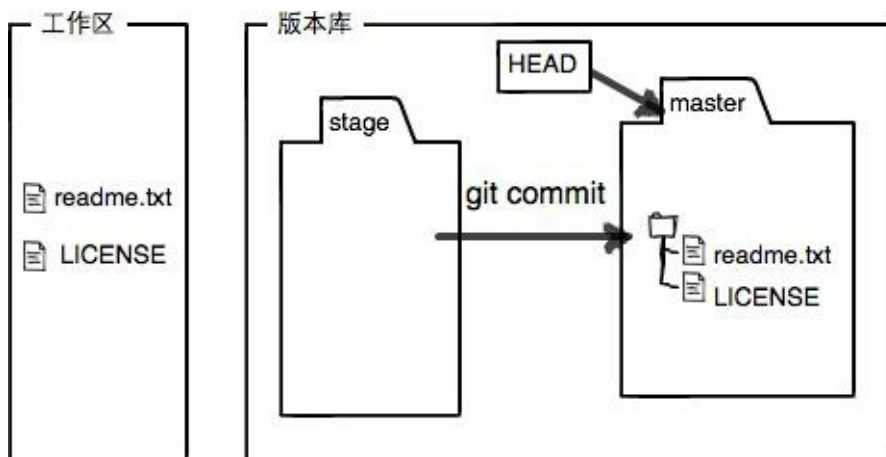 工作区
readme.txt
LICENSE
版本库
HEAD
stage
master
git commit
readme.txt
LICENSE